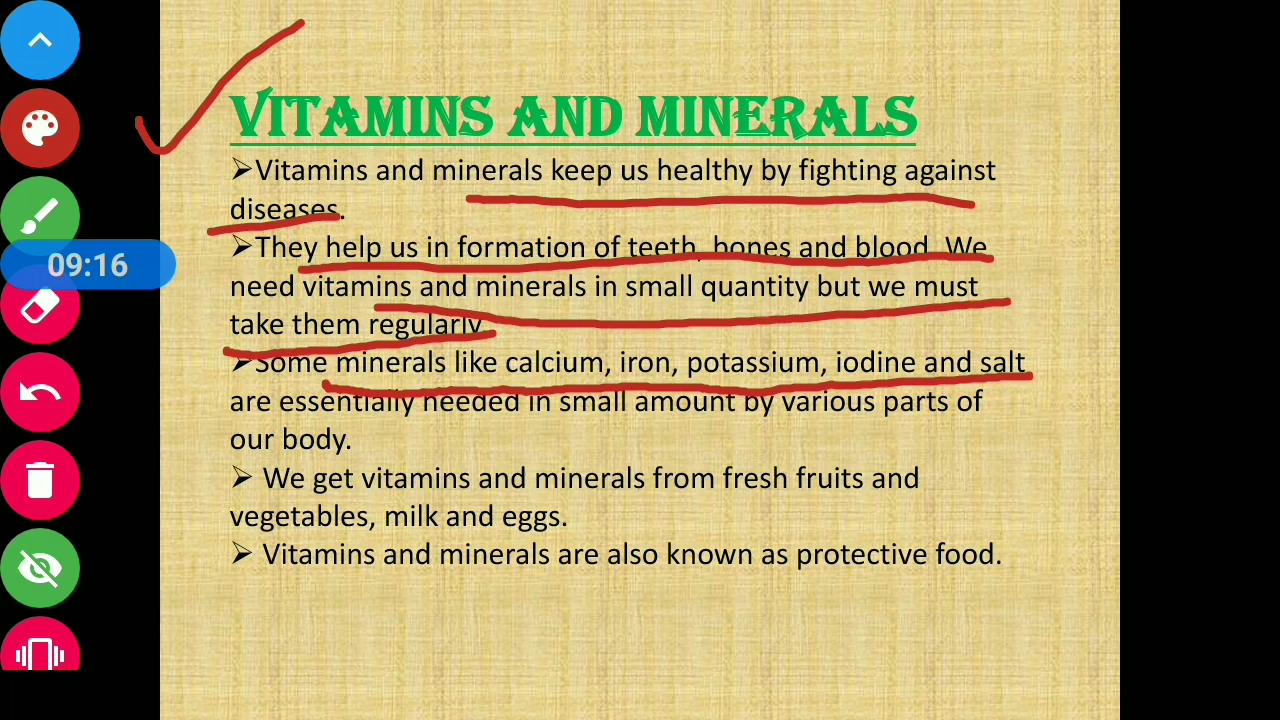 VITAMINS AND MINERALS
➢Vitamins and minerals keep us healthy by fighting against
diseases.
➢They help us in formation of teeth, bones and blood. We
need vitamins and minerals in small quantity but we must
take them regularly.
➢Some minerals like calcium, iron, potassium, iodine and salt
are essentially needed in small amount by various parts of
our body.
➢ We get vitamins and minerals from fresh fruits and
vegetables, milk and eggs.
➢ Vitamins and minerals are also known as protective food.
09:16